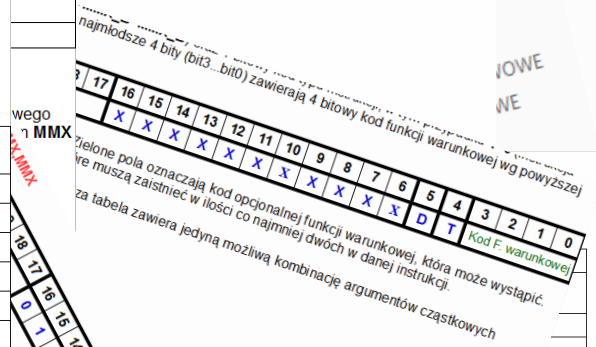 najmłodsze 4 bity (bit3...bit0) zawierają 4 bitowy kod funkcji warunkowej wg powyższej
17 16 15 14 13 12 11 10 9 8 7 6 5 4 3 2 1 0
X X X X X X X X X X X D T Kod F. warunkowej
zielone pola oznaczają kod opcjonalnej funkcji warunkowej, która może wystąpić.
muszą zaistnieć w ilości co najmniej dwóch w danej instrukcji.
za tabela zawiera jedyną możliwą kombinację argumentów cząstkowych
wego
MMX
WOWE
WE
X,MMX
18 17 16 15
0 1